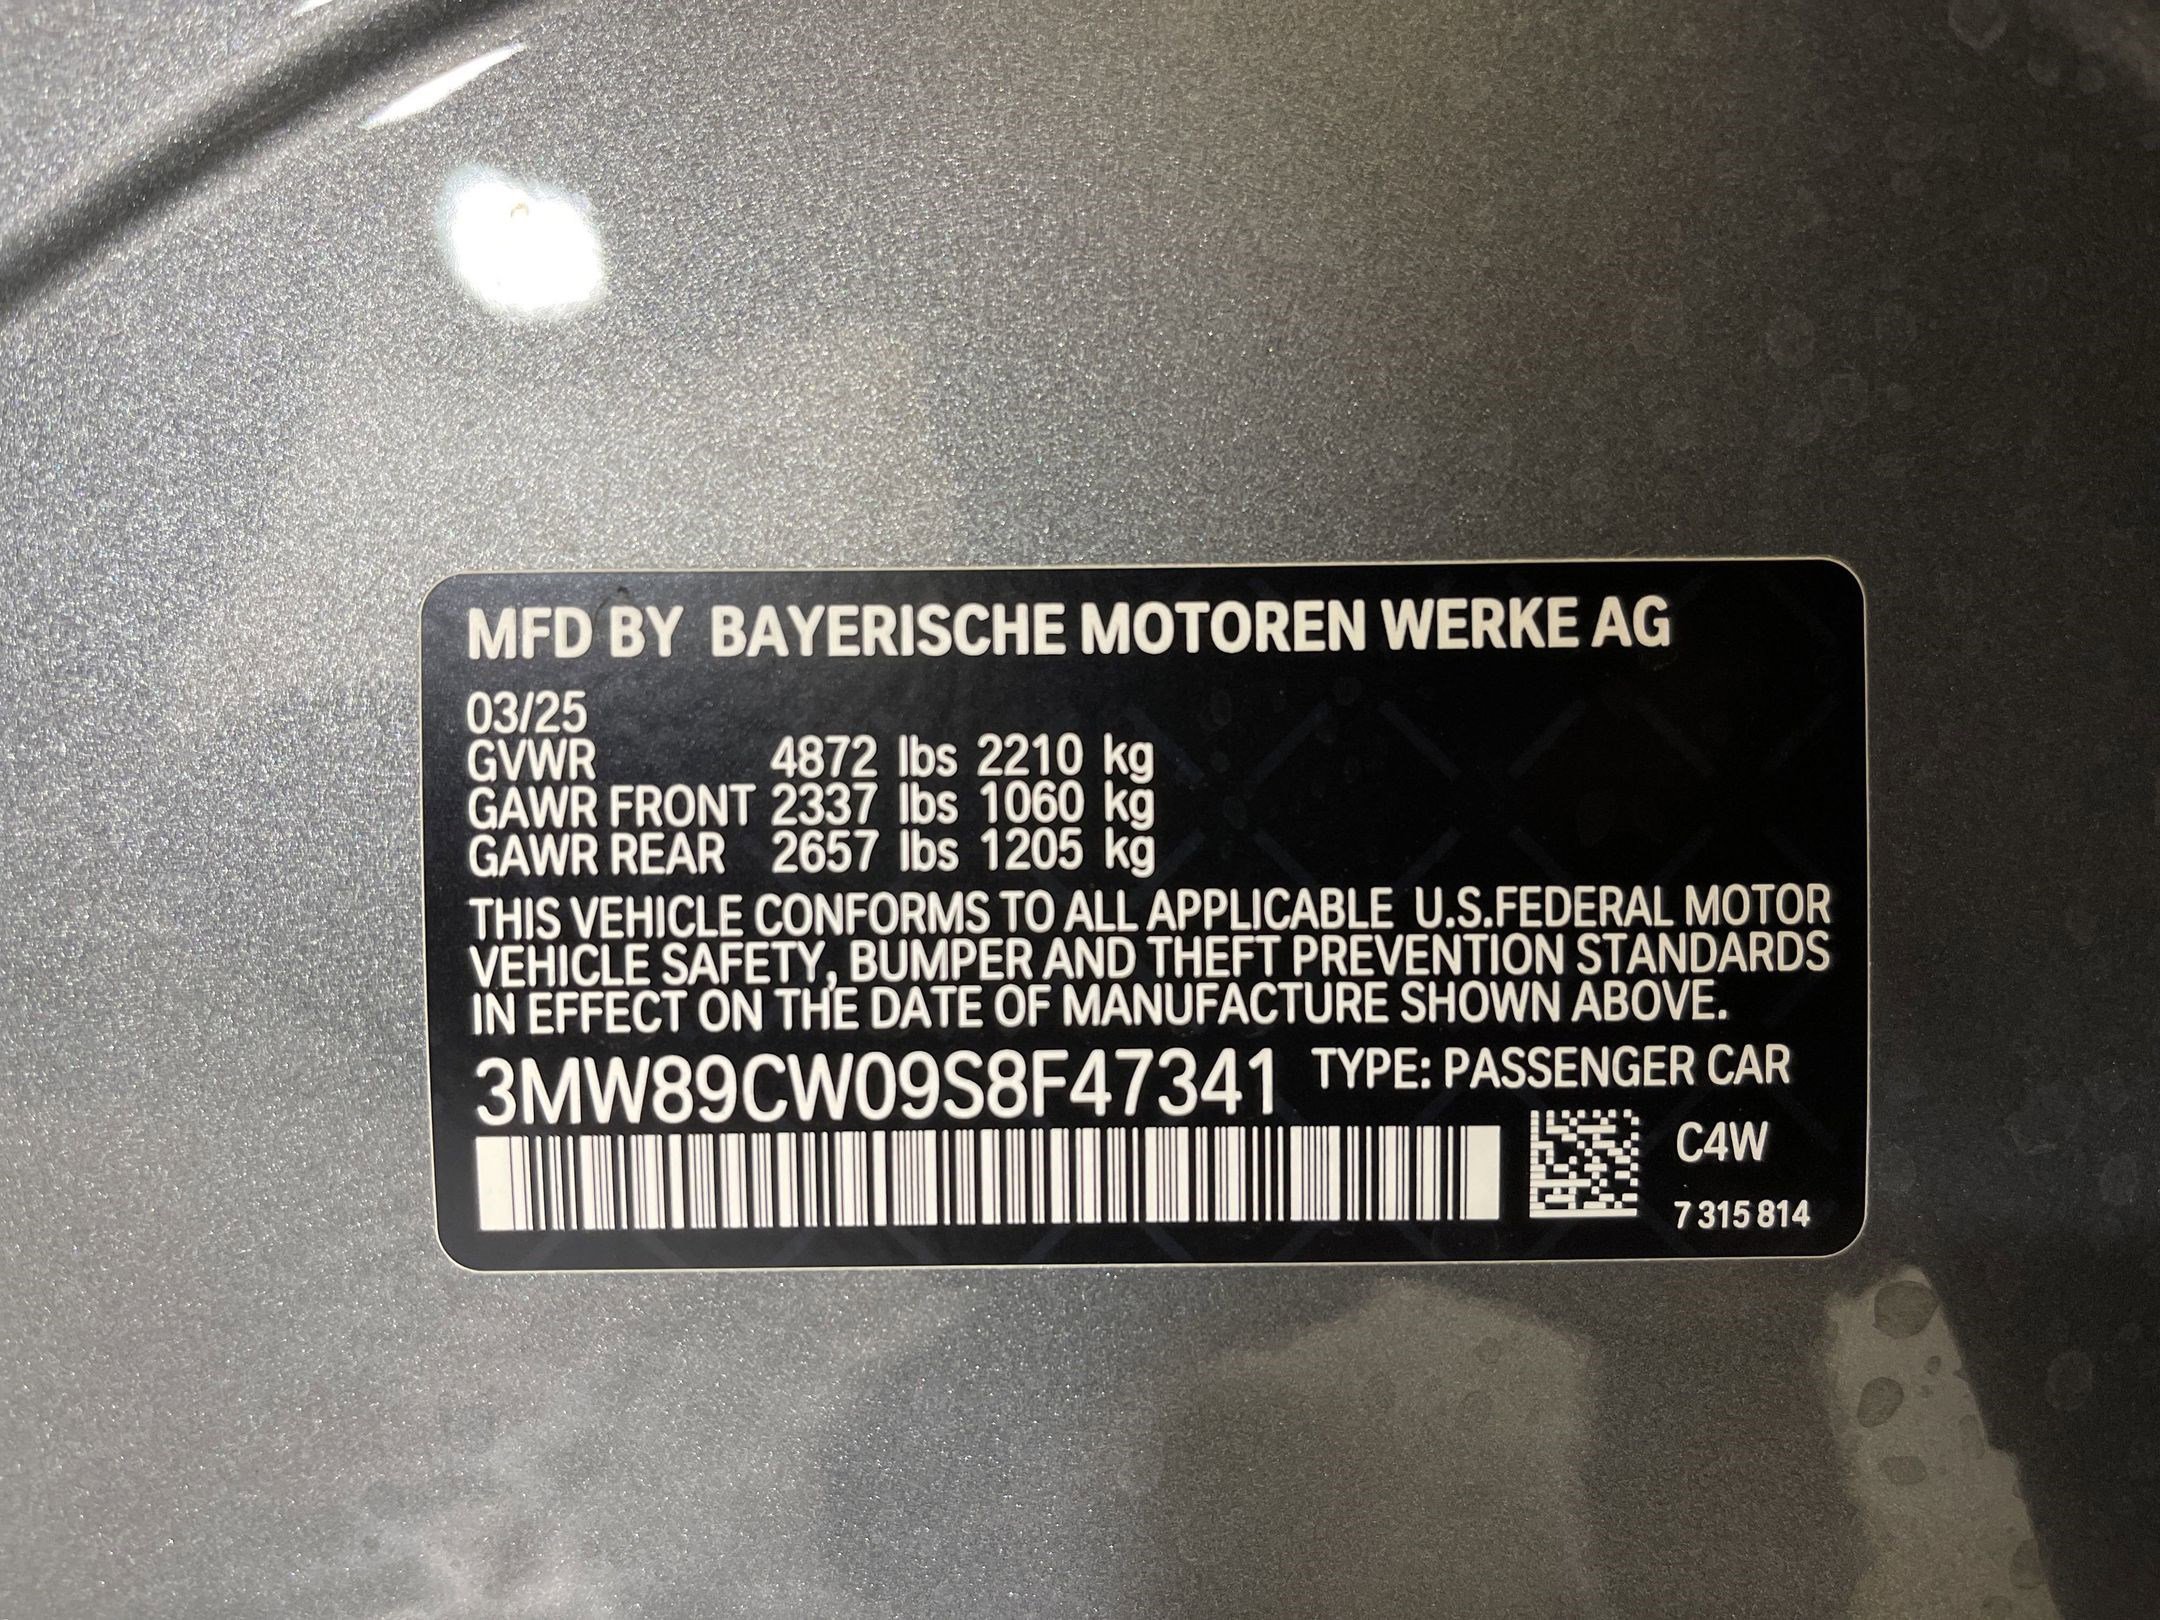 MFD BY BAYERISCHE MOTOREN WERKE AG
03/25
GVWR 4872 lbs 2210 kg
GAWR FRONT 2337 lbs 1060 kg
GAWR REAR 2657 lbs 1205 kg
THIS VEHICLE CONFORMS TO ALL APPLICABLE U.S.FEDERAL MOTOR
VEHICLE SAFETY, BUMPER AND THEFT PREVENTION STANDARDS
IN EFFECT ON THE DATE OF MANUFACTURE SHOWN ABOVE.
3MW89CW09S8F47341 TYPE: PASSENGER CAR
C4W
7 315 814